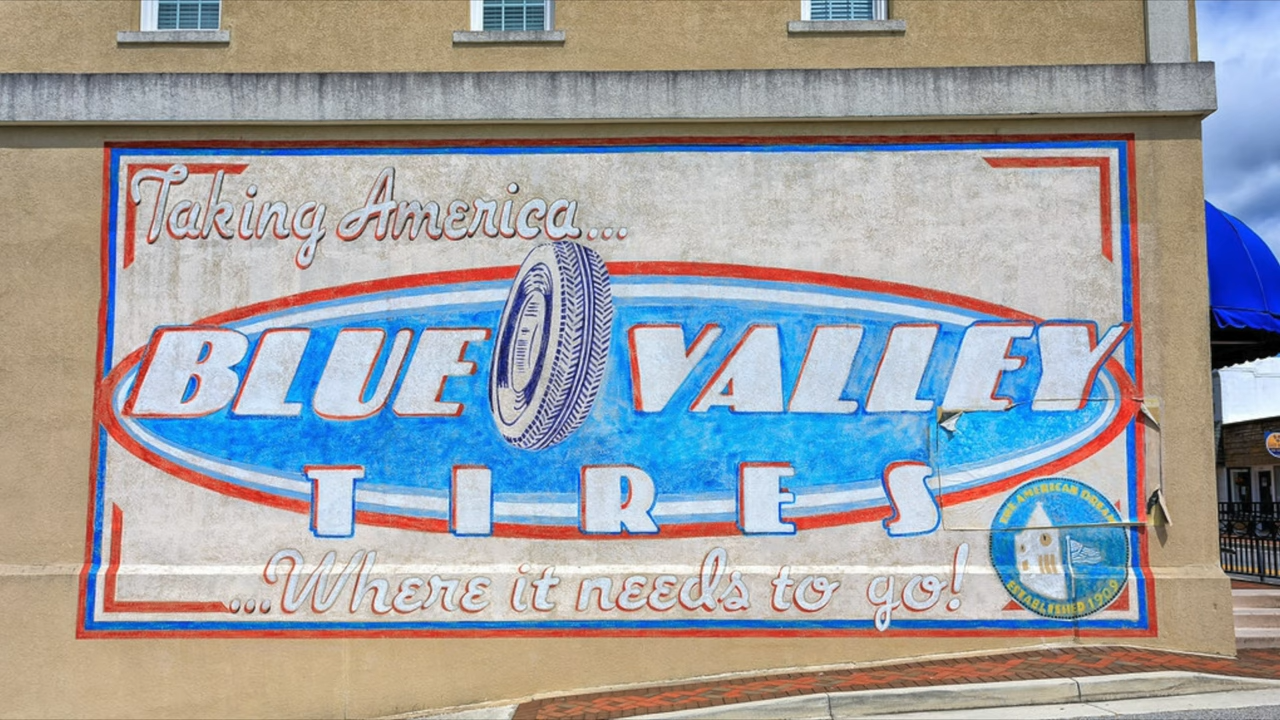 Taking America...
BLUE VALLEY
TIRES
...Where it needs to go!
THE AMERICAN DREAM
ESTABLISHED 1909